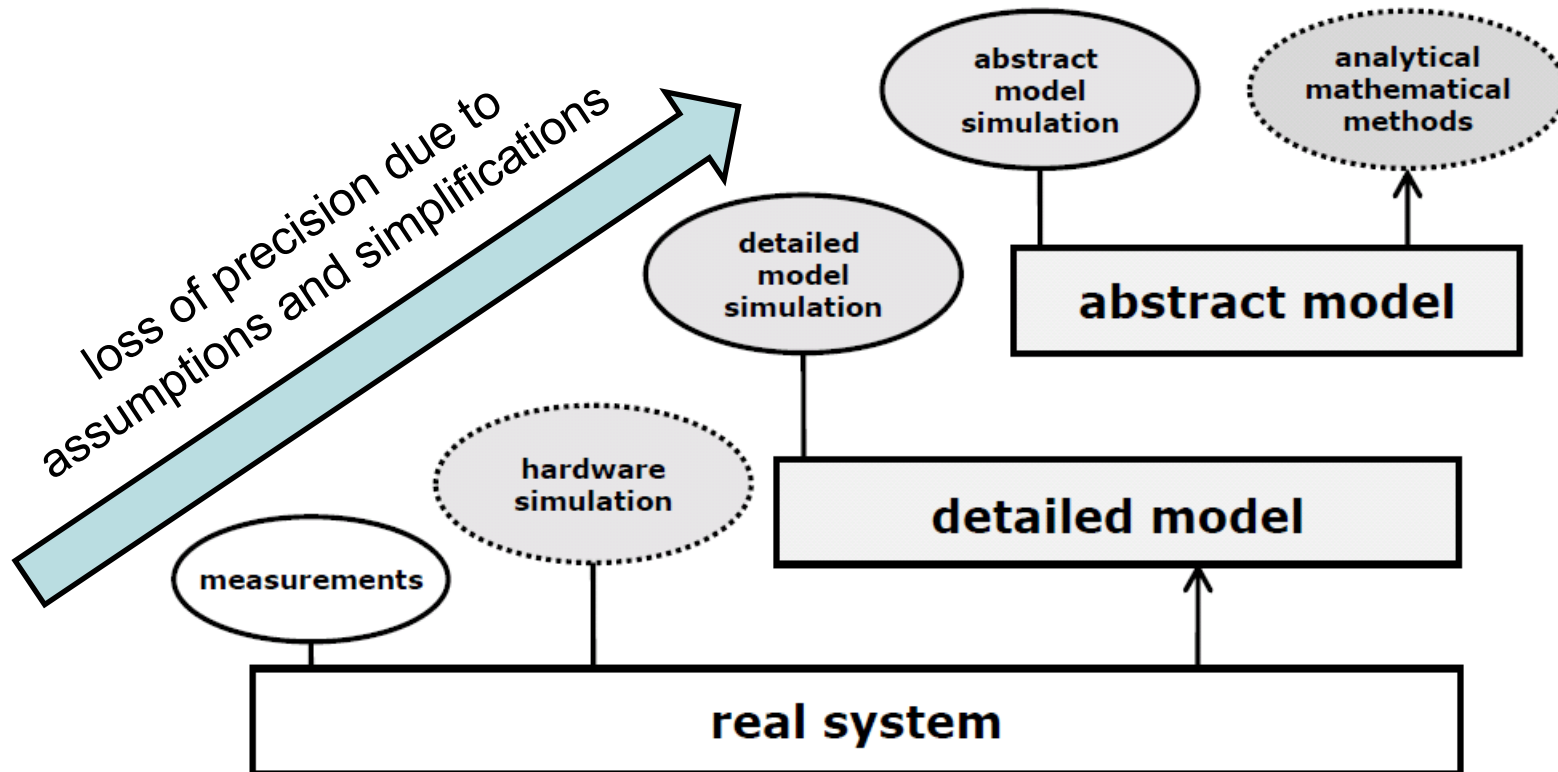 abstract
model
simulation
analytical
mathematical
methods
loss of precision due to
assumptions and simplifications
detailed
model
simulation
abstract model
hardware
simulation
detailed model
measurements
real system